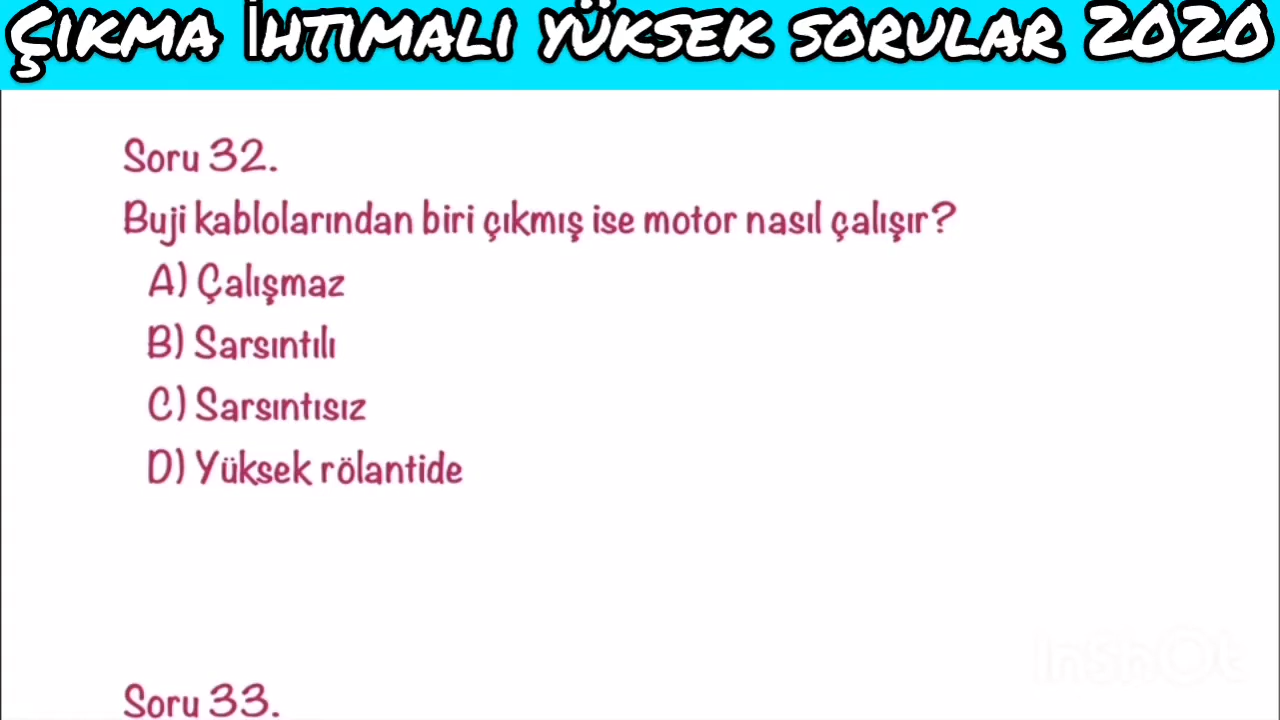 Çıkma İhtimali yüksek sorular 2020
Soru 32.
Buji kablolarından biri çıkmış ise motor nasıl çalışır?
A) Çalışmaz
B) Sarsıntılı
C) Sarsıntısız
D) Yüksek rölantide
Soru 33.